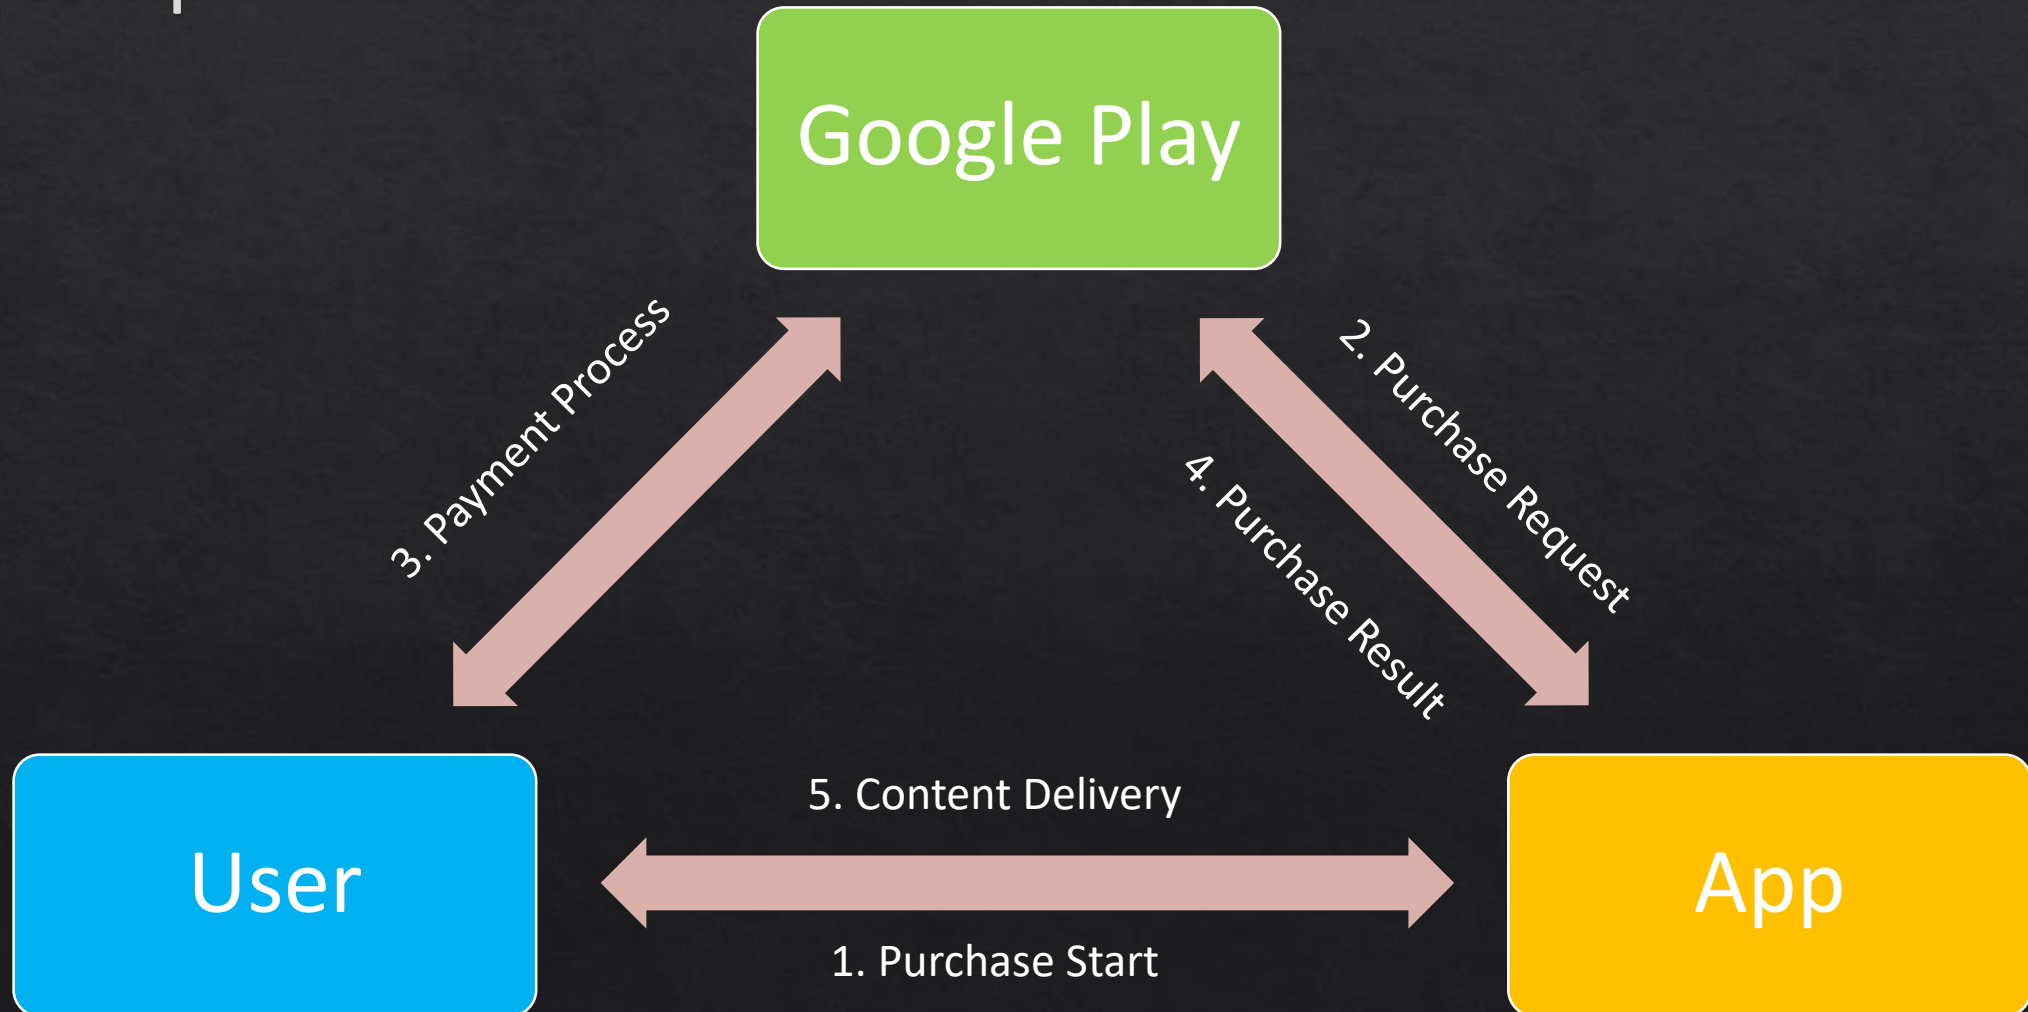 Google Play
3. Payment Process
2. Purchase Request
4. Purchase Result
5. Content Delivery
User
App
1. Purchase Start